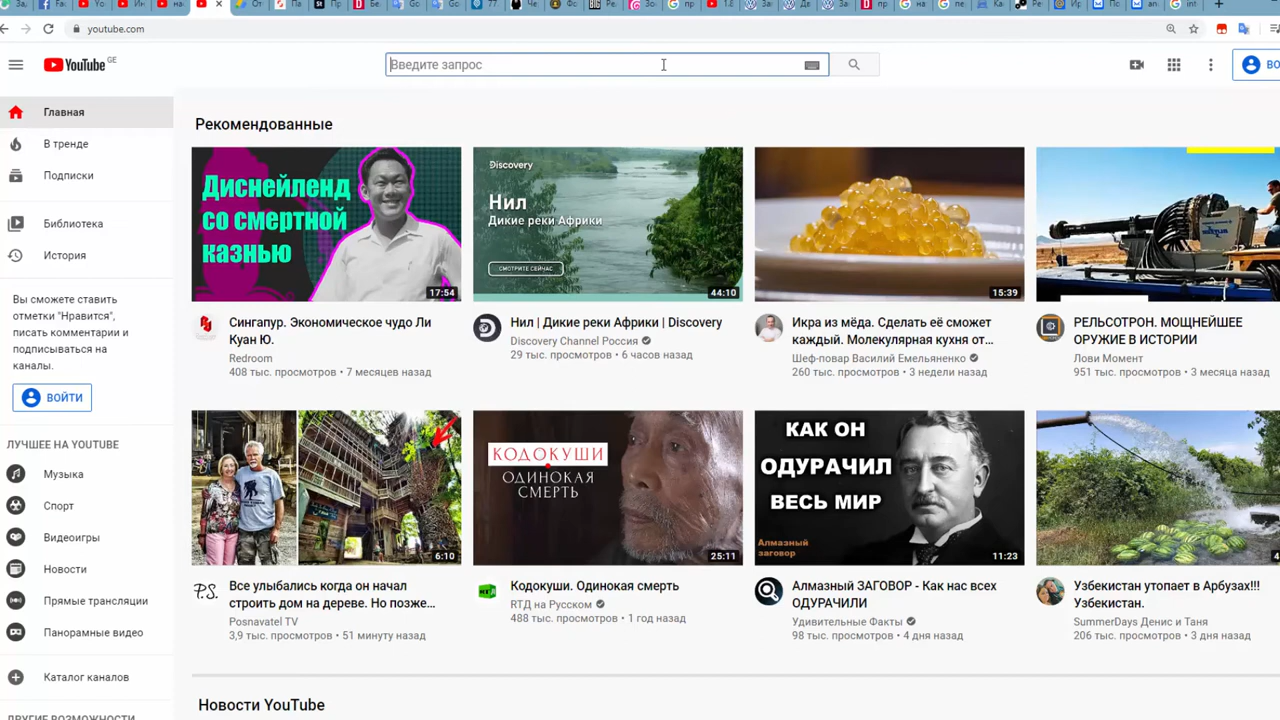 youtube.com
YouTube GE
Введите запрос
Главная
В тренде
Подписки
Библиотека
История
Вы сможете ставить
отметки "Нравится",
писать комментарии и
подписываться на
каналы.
ВОЙТИ
ЛУЧШЕЕ НА YOUTUBE
Музыка
Спорт
Видеоигры
Новости
Прямые трансляции
Панорамные видео
Каталог каналов
ДРУГИЕ ВОЗМОЖНОСТИ
Рекомендованные
Диснейленд
со смертной
казнью
17:54
Сингапур. Экономическое чудо Ли
Куан Ю.
Redroom
408 тыс. просмотров • 7 месяцев назад
Discovery
Нил
Дикие реки Африки
СМОТРИТЕ СЕЙЧАС
44:10
Нил | Дикие реки Африки | Discovery
Discovery Channel Россия
29 тыс. просмотров • 6 часов назад
15:39
Икра из мёда. Сделать её сможет
каждый. Молекулярная кухня от…
Шеф-повар Василий Емельяненко
260 тыс. просмотров • 3 недели назад
РЕЛЬСОТРОН. МОЩНЕЙШЕЕ
ОРУЖИЕ В ИСТОРИИ
Лови Момент
951 тыс. просмотров • 3 месяца назад
6:10
P.S.
Все улыбались когда он начал
строить дом на дереве. Но позже…
Posnavatel TV
3,9 тыс. просмотров • 51 минуту назад
КОДОКУШИ
ОДИНОКАЯ
СМЕРТЬ
25:11
Кодокуши. Одинокая смерть
RTД на Русском
488 тыс. просмотров • 1 год назад
КАК ОН
ОДУРАЧИЛ
ВЕСЬ МИР
Алмазный
заговор
11:23
Алмазный ЗАГОВОР - Как нас всех
ОДУРАЧИЛИ
Удивительные Факты
98 тыс. просмотров • 4 дня назад
Узбекистан утопает в Арбузах!!!
Узбекистан.
SummerDays Денис и Таня
206 тыс. просмотров • 3 дня назад
Новости YouTube